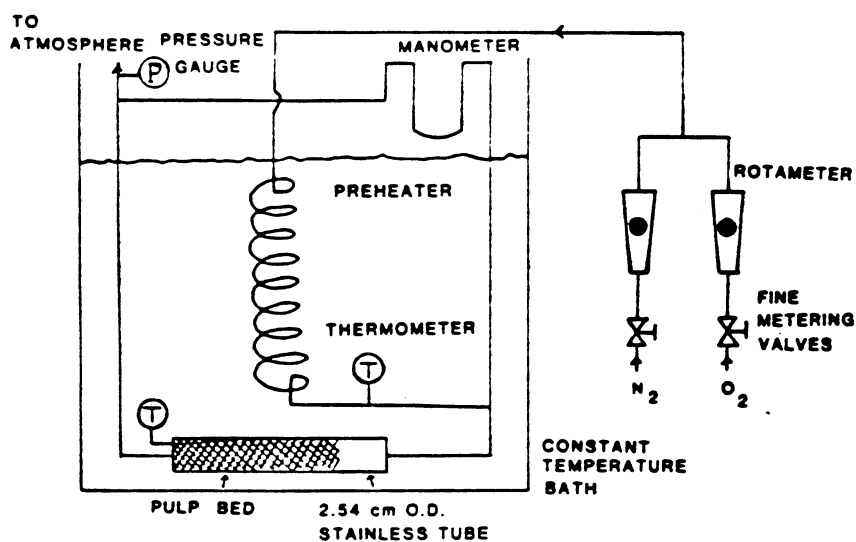 TO
ATMOSPHERE
PRESSURE
GAUGE
P
MANOMETER
ROTAMETER
PREHEATER
FINE
METERING
VALVES
THERMOMETER
T
N2
O2
T
CONSTANT
TEMPERATURE
BATH
PULP BED
2.54 cm O.D.
STAINLESS TUBE